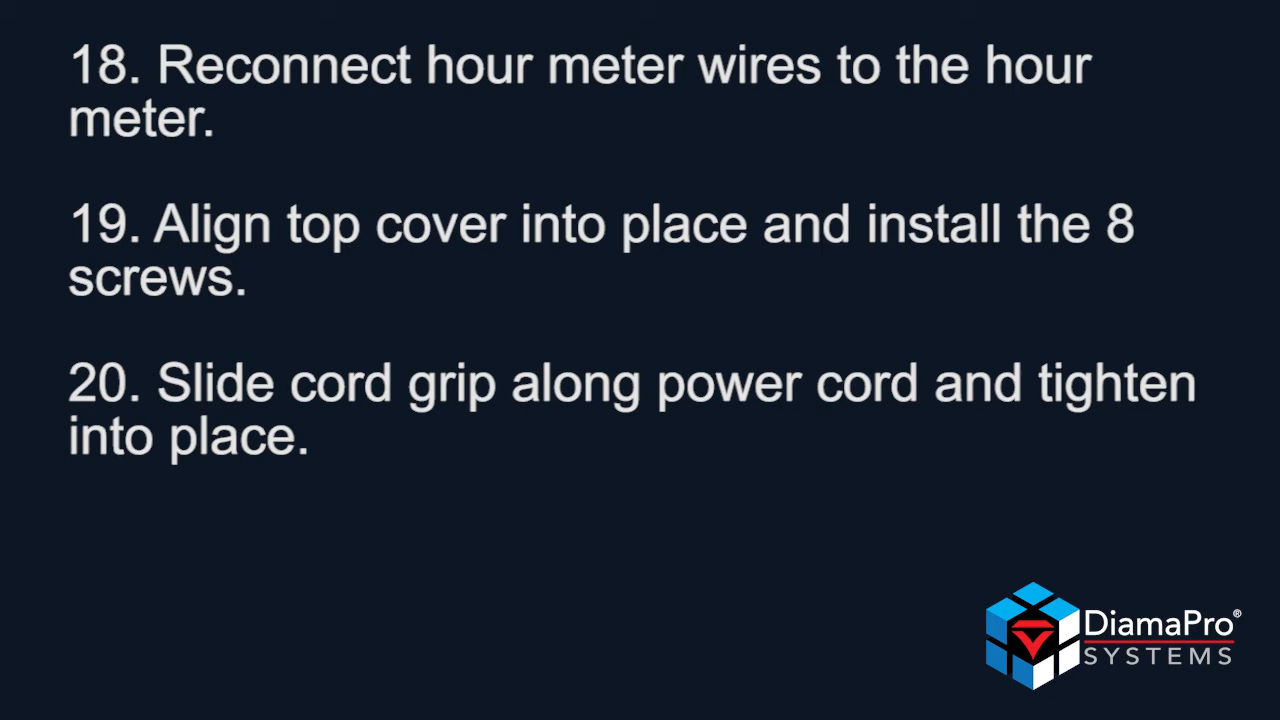 18. Reconnect hour meter wires to the hour
meter.
19. Align top cover into place and install the 8
screws.
20. Slide cord grip along power cord and tighten
into place.
DiamaPro®
SYSTEMS